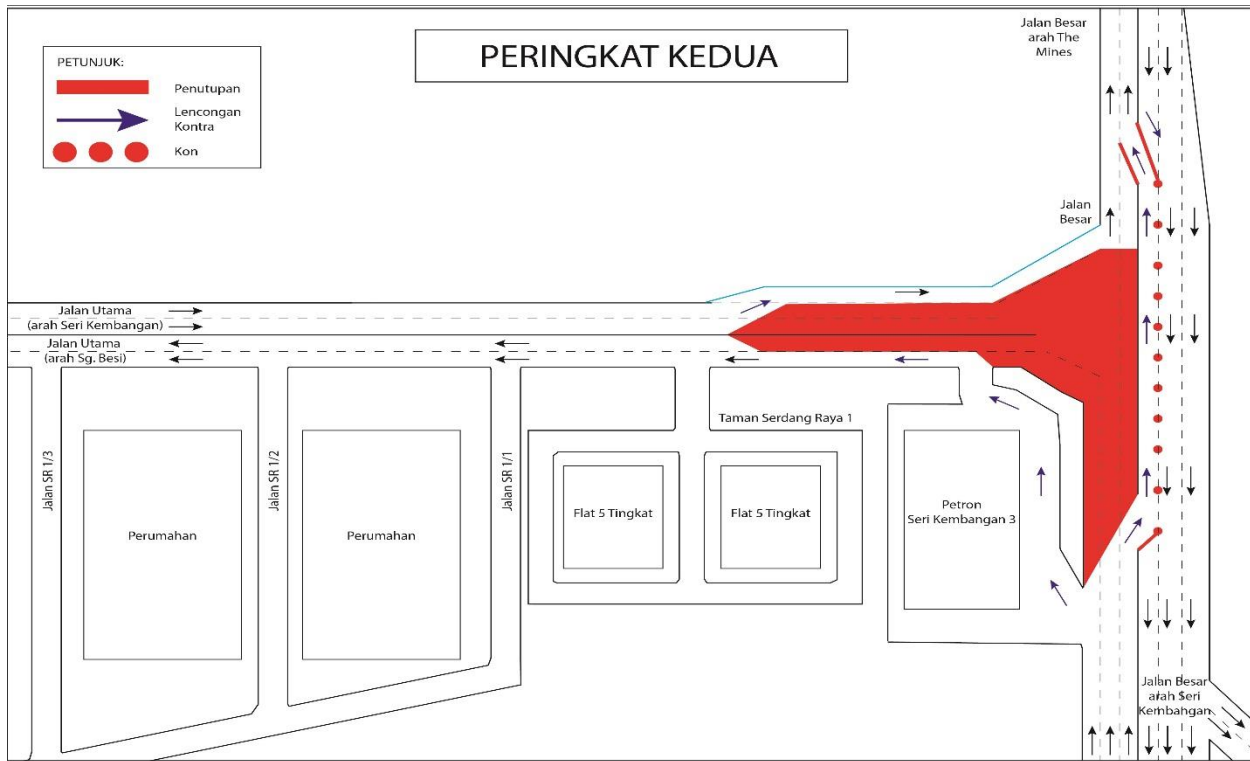 PERINGKAT KEDUA
PETUNJUK:
Penutupan
Lencongan
Kontra
Kon
Jalan Besar
arah The
Mines
Jalan
Besar
Jalan Utama
(arah Seri Kembangan)
Jalan Utama
(arah Sg. Besi)
Taman Serdang Raya 1
Jalan SR 1/3
Jalan SR 1/2
Jalan SR 1/1
Perumahan
Perumahan
Flat 5 Tingkat
Flat 5 Tingkat
Petron
Seri Kembangan 3
Jalan Besar
arah Seri
Kembangan